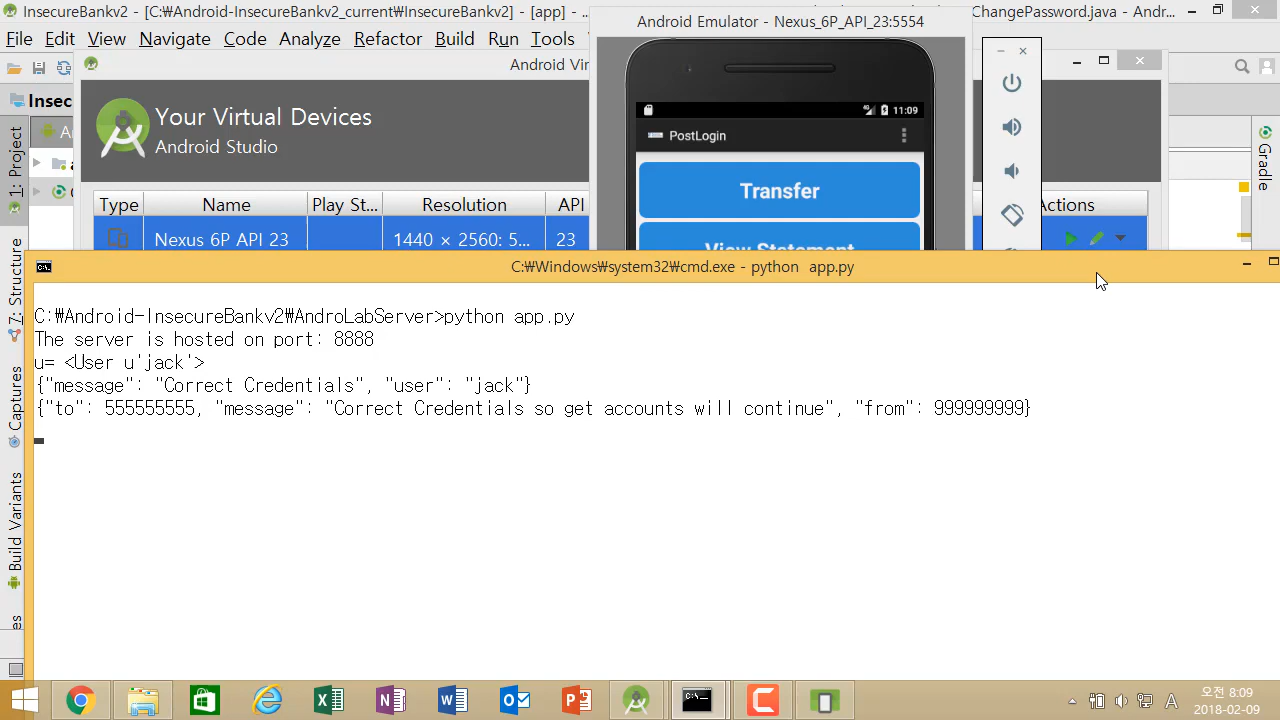 InsecureBankv2 - [C:₩Android-InsecureBankv2_current₩InsecureBankv2] - [app] - ...
ChangePassword.java - Andr...
Android Emulator - Nexus_6P_API_23:5554
File Edit View Navigate Code Analyze Refactor Build Run Tools
Android Vir
Insec
Your Virtual Devices
Android Studio
11:09
PostLogin
Transfer
View Statement
Type Name Play St... Resolution API Actions
Nexus 6P API 23 1440 × 2560: 5... 23
1: Project
Z: Structure
Captures
Build Variants
Gradle
C:₩Windows₩system32₩cmd.exe - python app.py
C:₩Android-InsecureBankv2₩AndroLabServer>python app.py
The server is hosted on port: 8888
u= <User u'jack'>
{"message": "Correct Credentials", "user": "jack"}
{"to": 555555555, "message": "Correct Credentials so get accounts will continue", "from": 999999999}
A
오전 8:09
2018-02-09